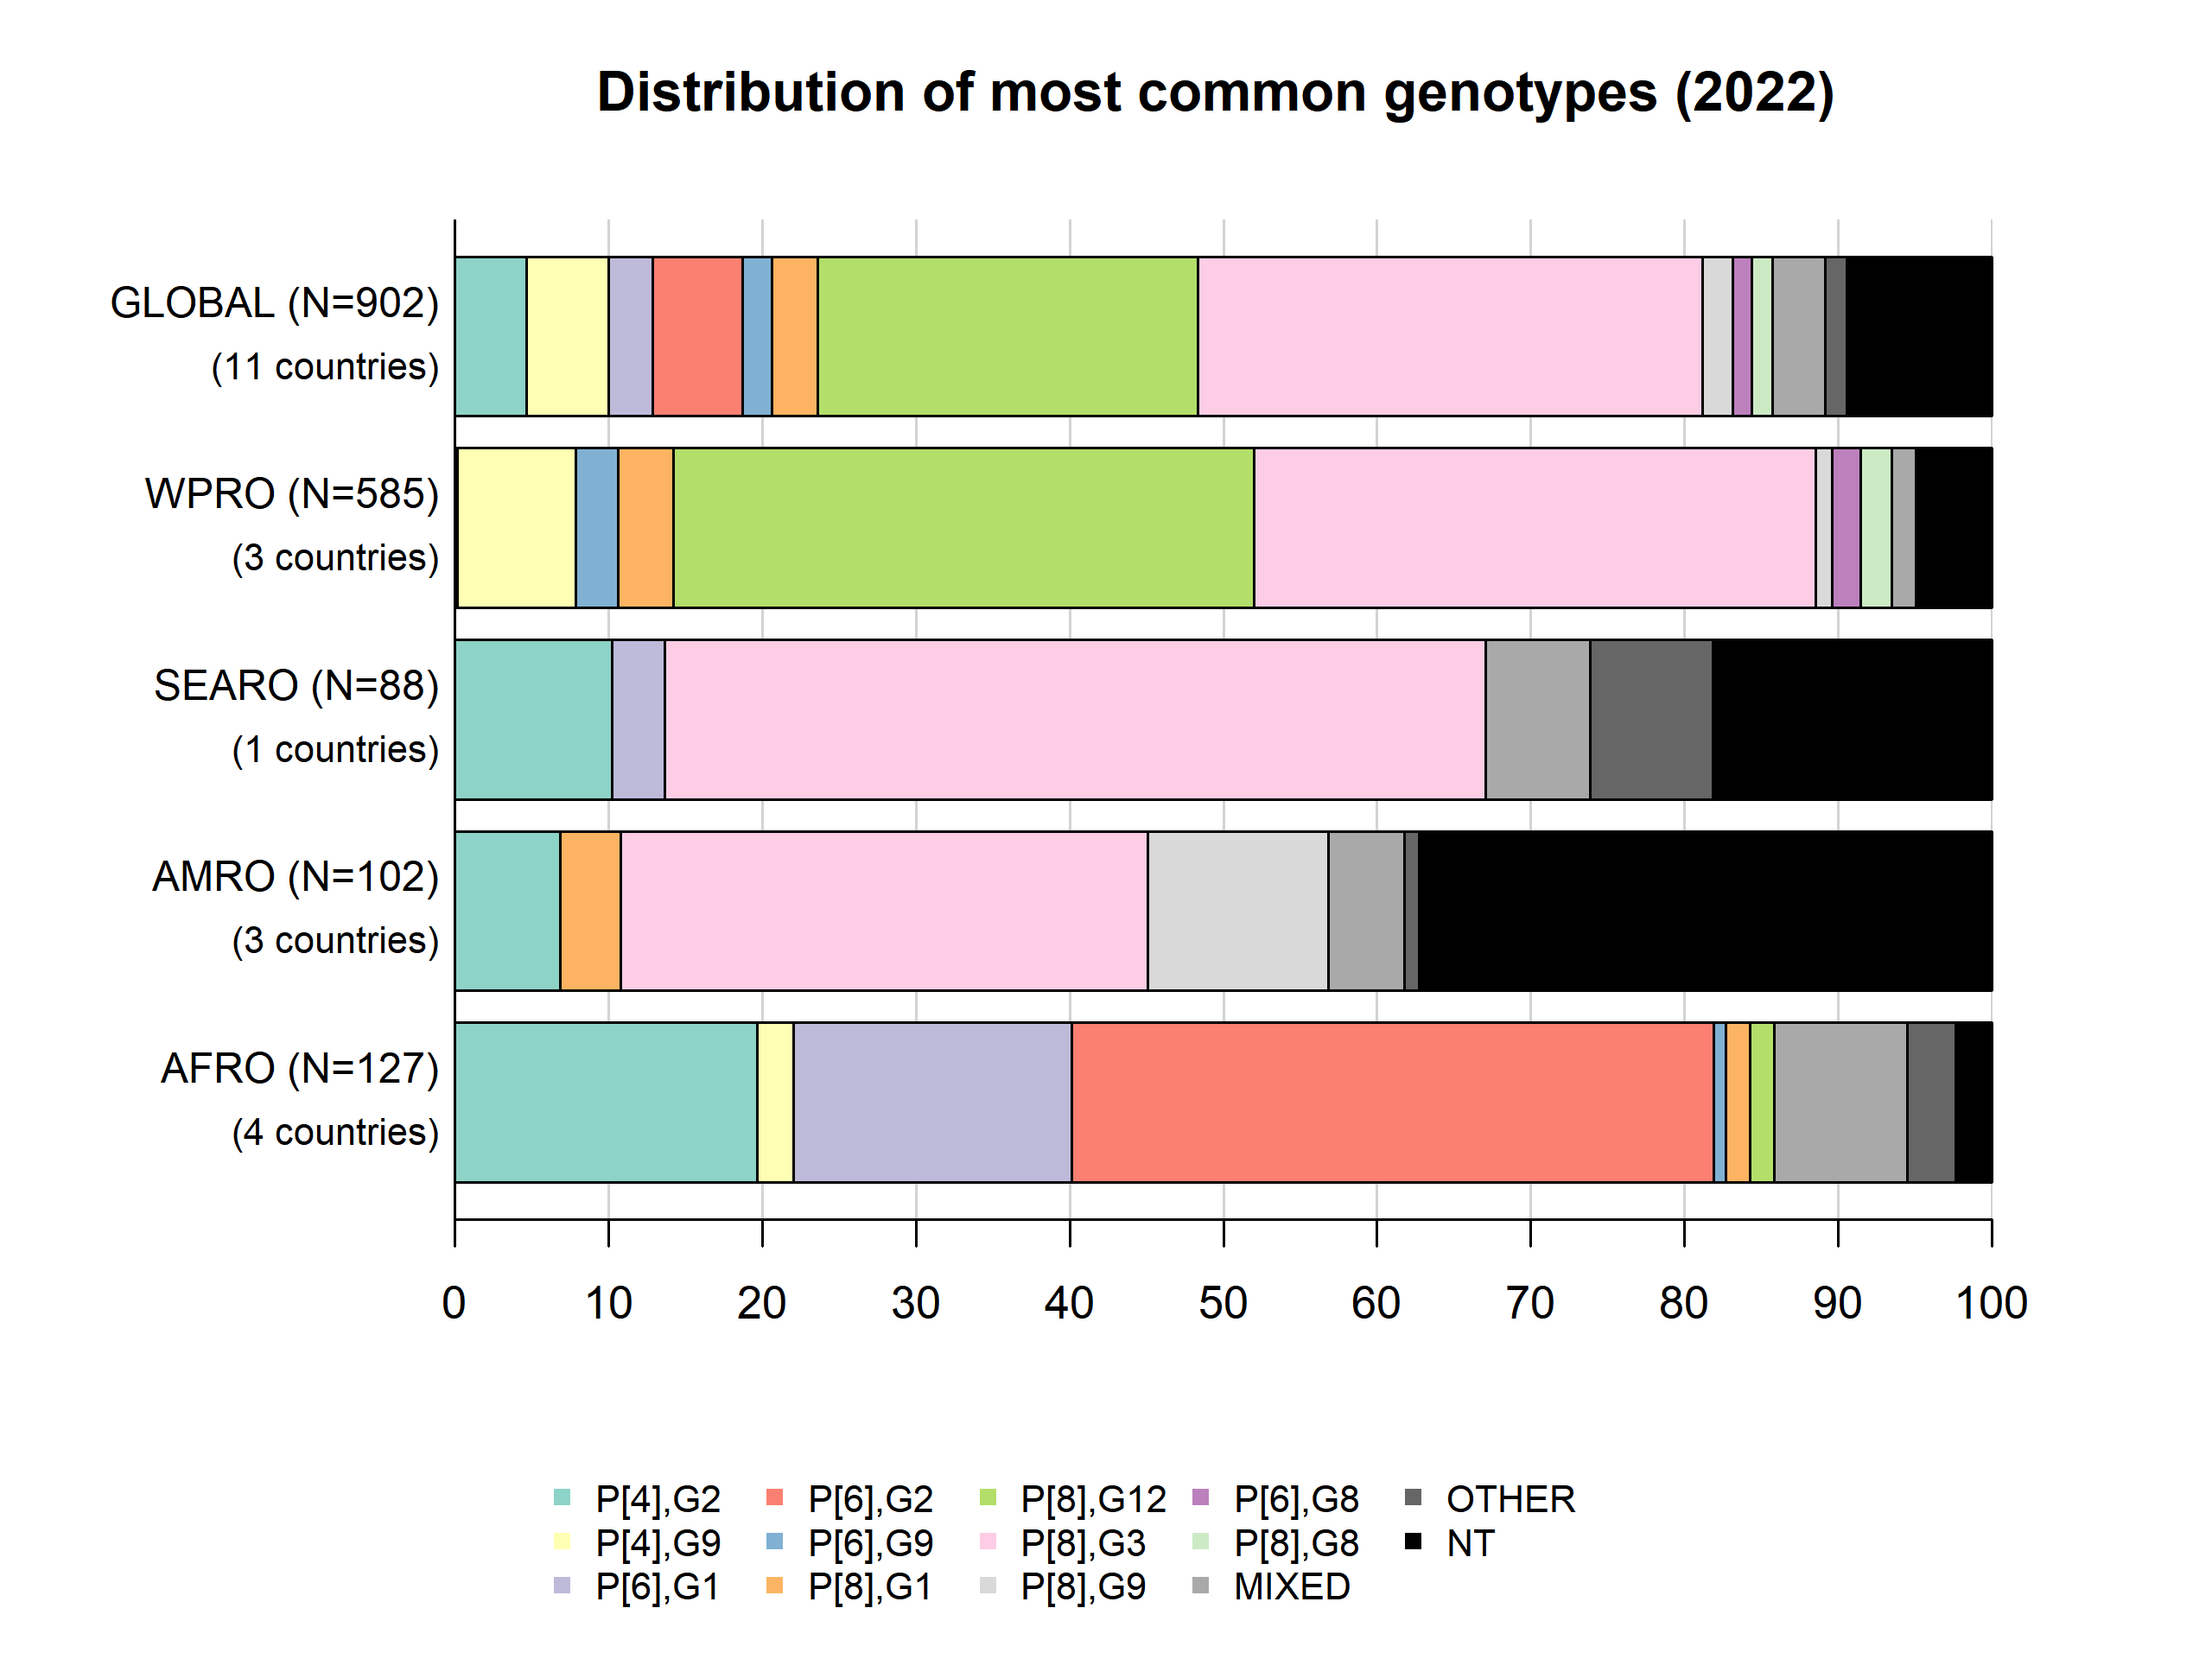 Distribution of most common genotypes (2022)
GLOBAL (N=902)
(11 countries)
WPRO (N=585)
(3 countries)
SEARO (N=88)
(1 countries)
AMRO (N=102)
(3 countries)
AFRO (N=127)
(4 countries)
0 10 20 30 40 50 60 70 80 90 100
P[4],G2 P[6],G2 P[8],G12 P[6],G8 OTHER
P[4],G9 P[6],G9 P[8],G3 P[8],G8 NT
P[6],G1 P[8],G1 P[8],G9 MIXED